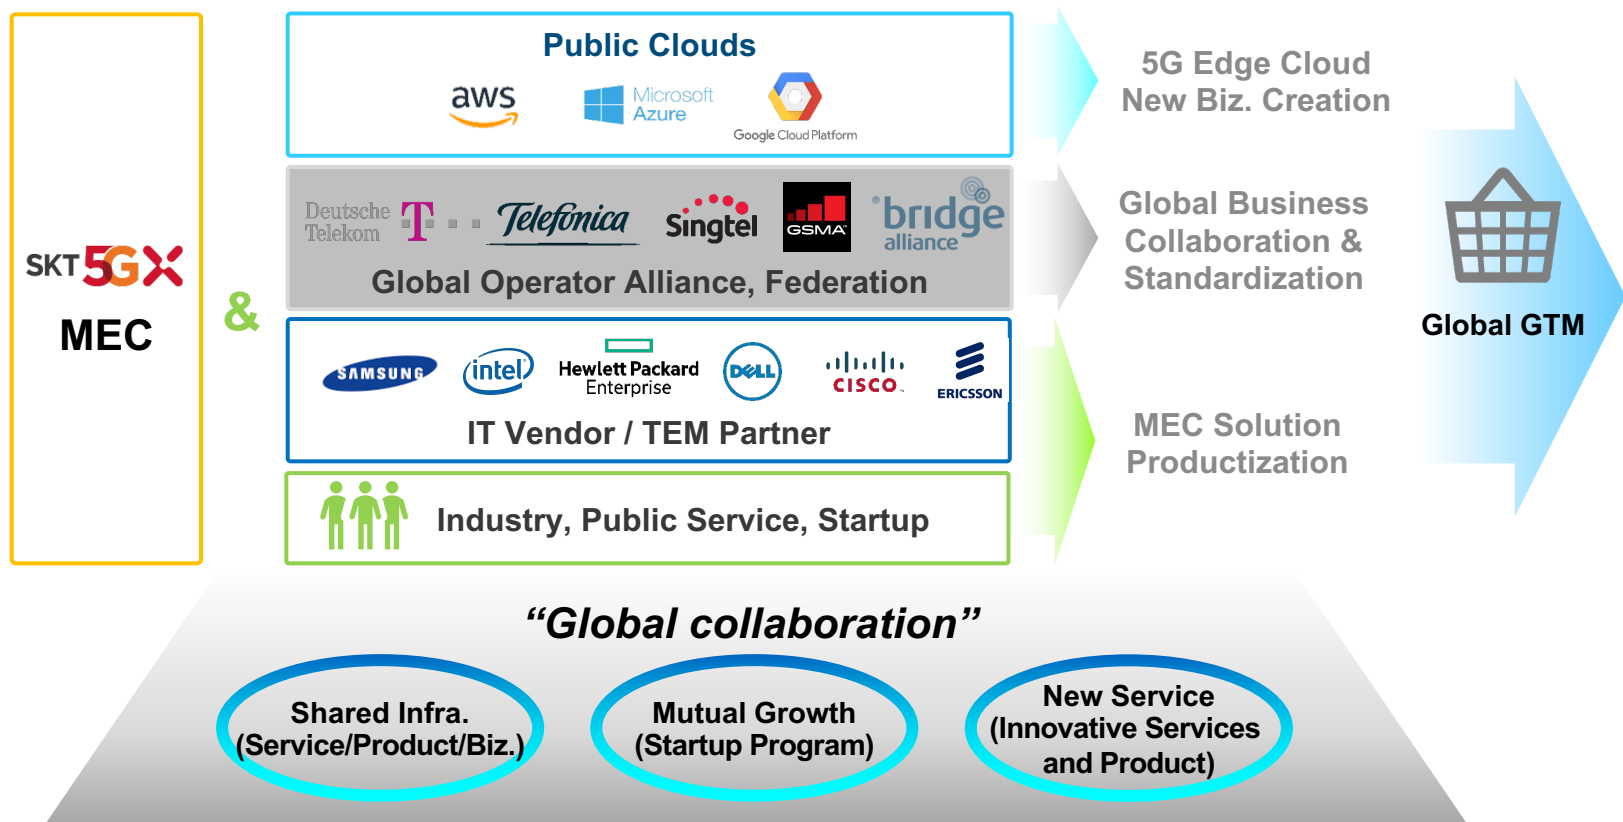 SKT 5GX
MEC
&
Public Clouds
aws
Microsoft
Azure
Google Cloud Platform
Deutsche
Telekom
T
Telefónica
Singtel
GSMA
bridge
alliance
Global Operator Alliance, Federation
SAMSUNG
intel
Hewlett Packard
Enterprise
DELL
CISCO
ERICSSON
IT Vendor / TEM Partner
Industry, Public Service, Startup
5G Edge Cloud
New Biz. Creation
Global Business
Collaboration &
Standardization
MEC Solution
Productization
Global GTM
“Global collaboration”
Shared Infra.
(Service/Product/Biz.)
Mutual Growth
(Startup Program)
New Service
(Innovative Services
and Product)